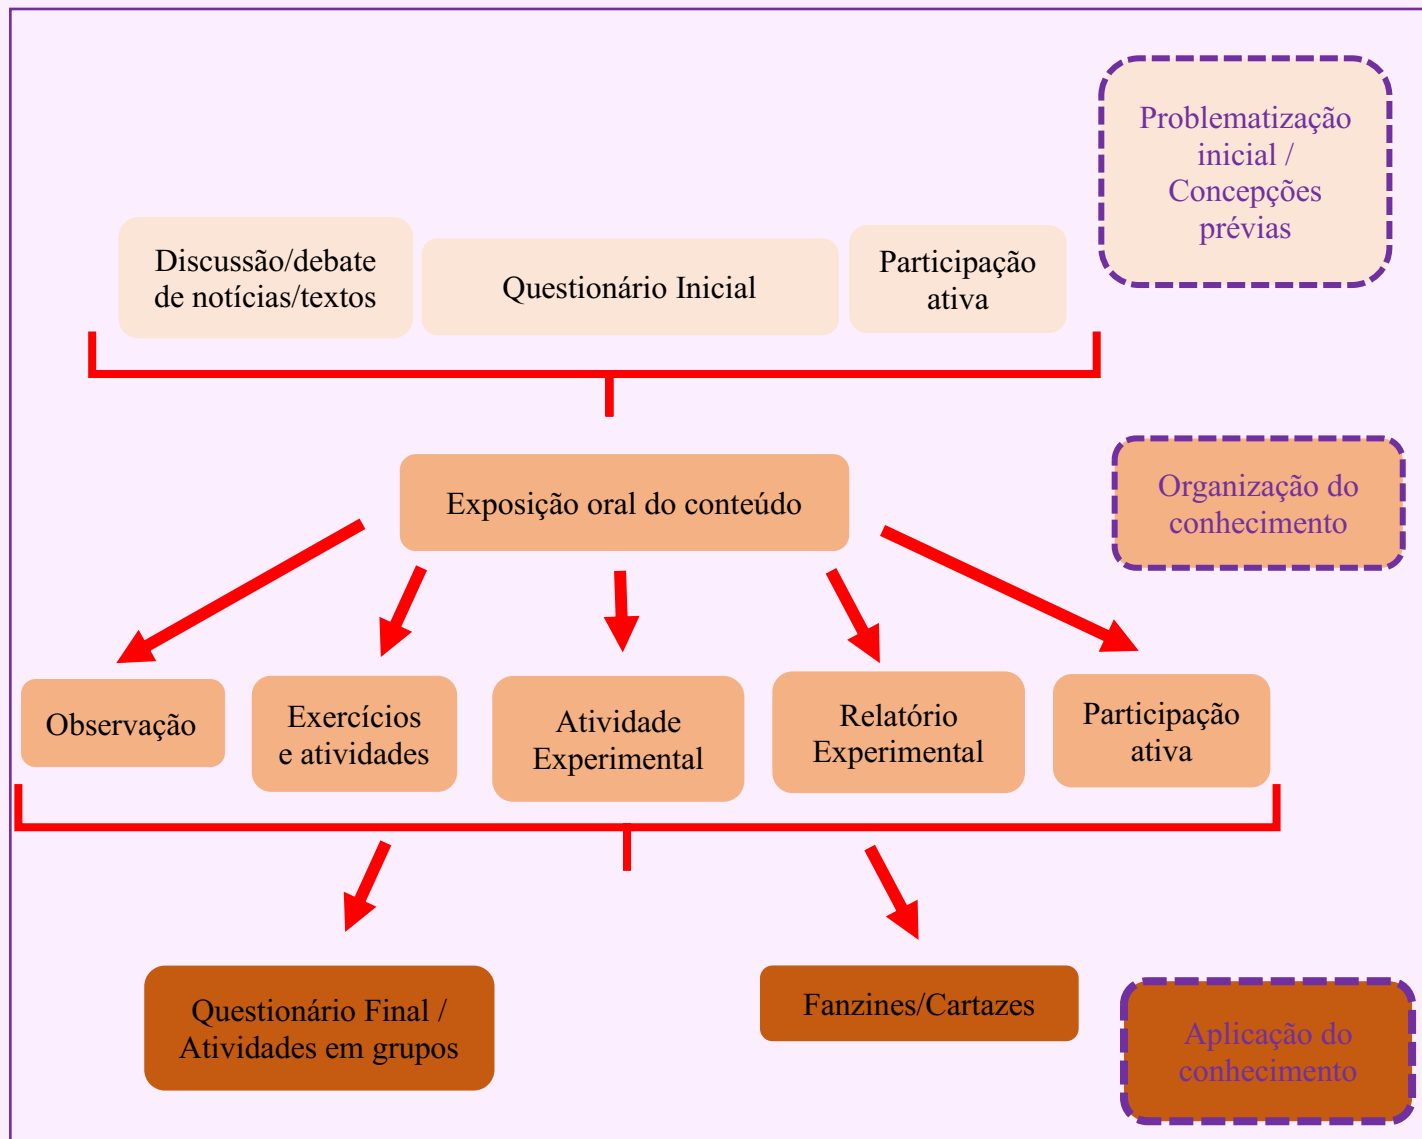 Problematização
inicial /
Concepções
prévias
Discussão/debate
de notícias/textos
Questionário Inicial
Participação
ativa
Organização do
conhecimento
Exposição oral do conteúdo
Observação
Exercícios
e atividades
Atividade
Experimental
Relatório
Experimental
Participação
ativa
Questionário Final /
Atividades em grupos
Fanzines/Cartazes
Aplicação do
conhecimento